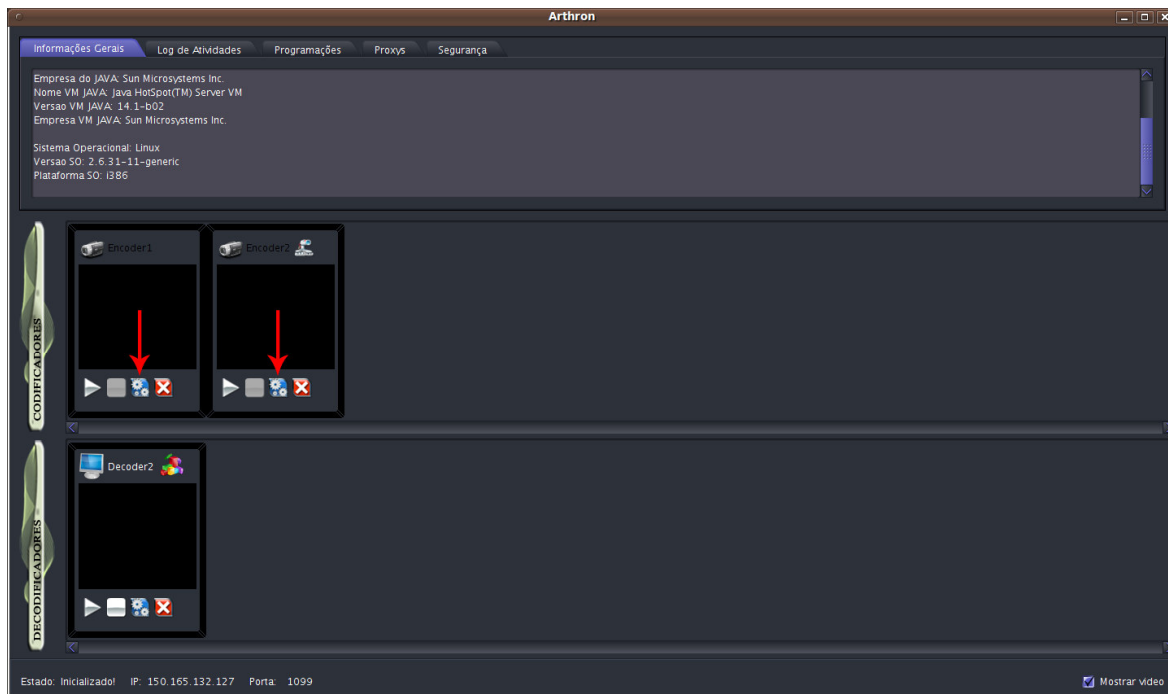 Arthron
Informações Gerais
Log de Atividades
Programações
Proxys
Segurança
Empresa do JAVA: Sun Microsystems Inc.
Nome VM JAVA: Java HotSpot(TM) Server VM
Versao VM JAVA: 14.1-b02
Empresa VM JAVA: Sun Microsystems Inc.
Sistema Operacional: Linux
Versao SO: 2.6.31-11-generic
Plataforma SO: i386
CODIFICADORES
Encoder1
Encoder2
DECODIFICADORES
Decoder2
Estado: Inicializado! IP: 150.165.132.127 Porta: 1099
Mostrar video